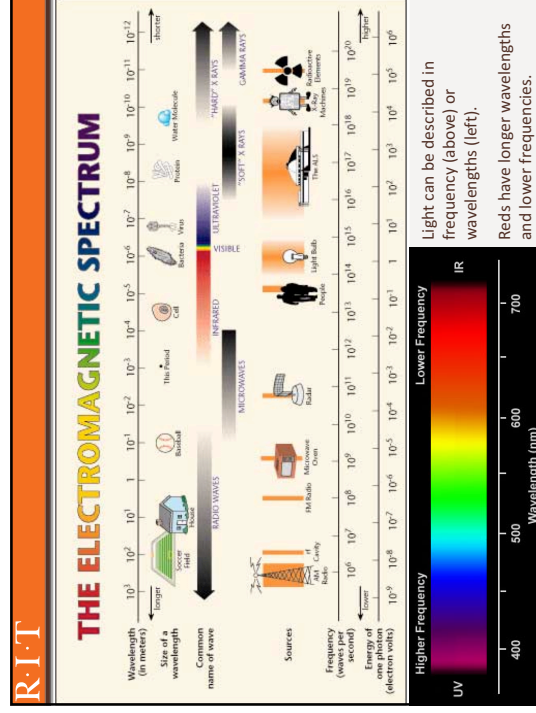 R·I·T
THE ELECTROMAGNETIC SPECTRUM
Wavelength
(in meters)
10³ 10² 10¹ 1 10⁻¹ 10⁻² 10⁻³ 10⁻⁴ 10⁻⁵ 10⁻⁶ 10⁻⁷ 10⁻⁸ 10⁻⁹ 10⁻¹⁰ 10⁻¹¹ 10⁻¹²
longer
shorter
Size of a
wavelength
Soccer
Field
House
Baseball
This Period
Cell
Bacteria
Virus
Protein
Water Molecule
Common
name of wave
RADIO WAVES
MICROWAVES
INFRARED
VISIBLE
ULTRAVIOLET
"SOFT" X RAYS
"HARD" X RAYS
GAMMA RAYS
Sources
AM
Radio
rf
Cavity
FM Radio
Microwave
Oven
Radar
People
Light Bulb
The ALS
X-Ray
Machines
Radioactive
Elements
Frequency
(waves per
second)
10⁶ 10⁷ 10⁸ 10⁹ 10¹⁰ 10¹¹ 10¹² 10¹³ 10¹⁴ 10¹⁵ 10¹⁶ 10¹⁷ 10¹⁸ 10¹⁹ 10²⁰
lower
higher
Energy of
one photon
(electron volts)
10⁻⁹ 10⁻⁸ 10⁻⁷ 10⁻⁶ 10⁻⁵ 10⁻⁴ 10⁻³ 10⁻² 10⁻¹ 1 10¹ 10² 10³ 10⁴ 10⁵ 10⁶
Higher Frequency Lower Frequency
UV IR
400 500 600 700
Wavelength (nm)
Light can be described in
frequency (above) or
wavelengths (left).
Reds have longer wavelengths
and lower frequencies.